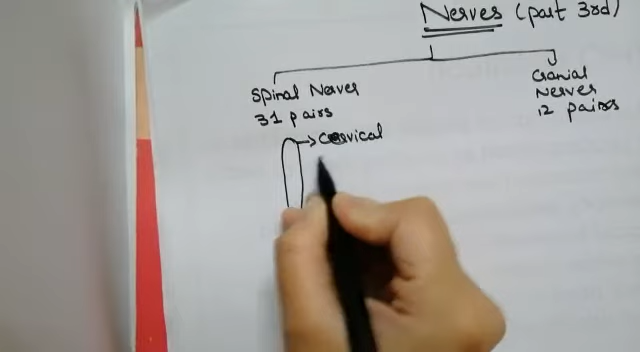 Nerves (part 3rd)
Spinal Nerves
31 pairs
Cranial
Nerves
12 pairs
Cervical